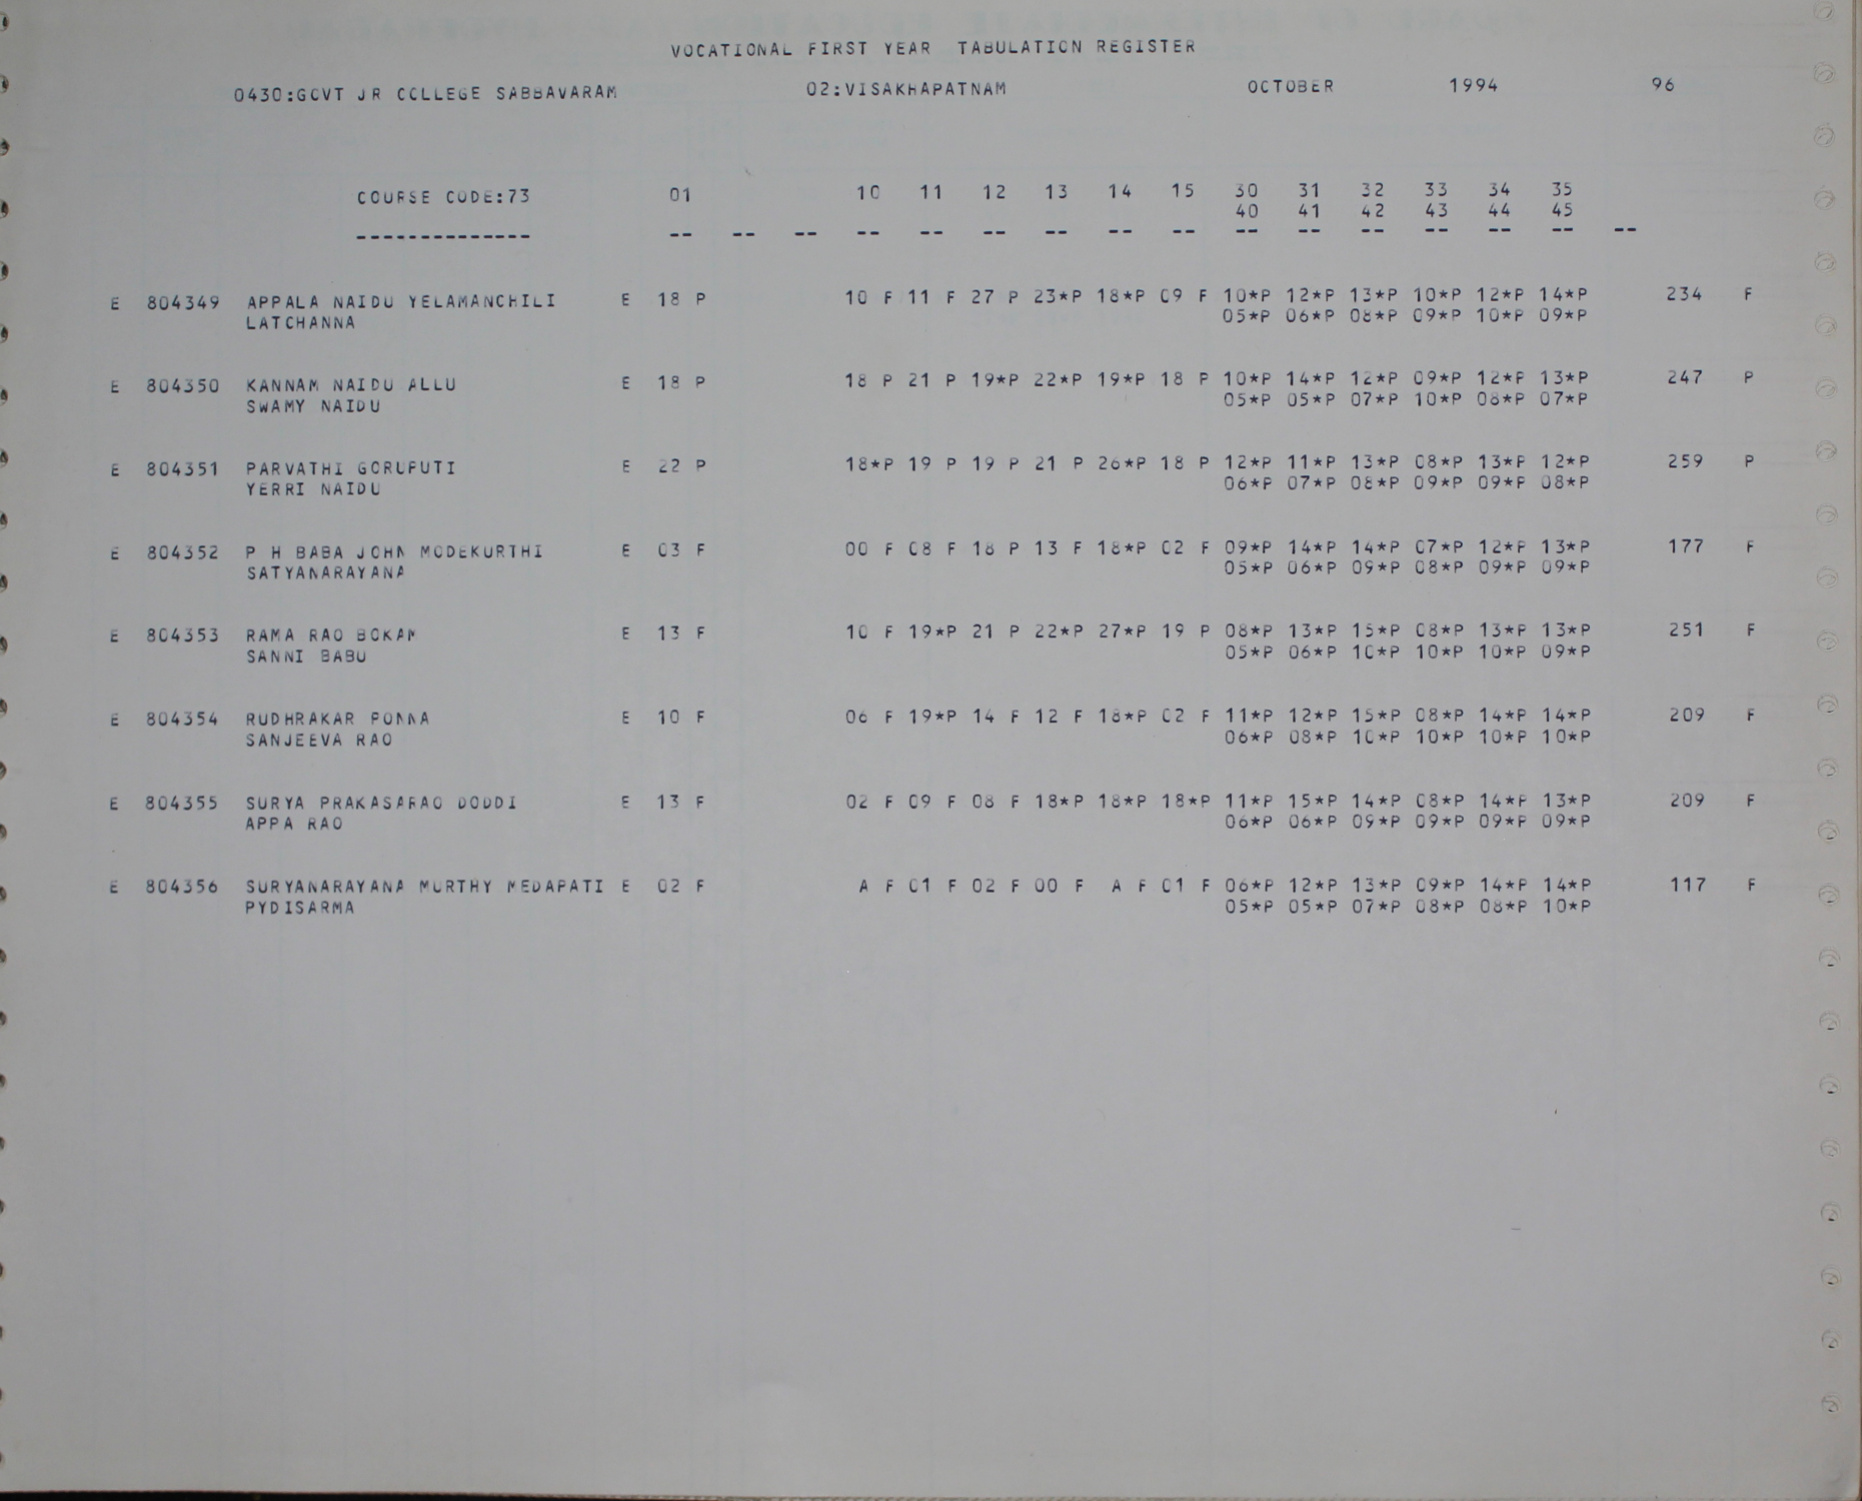 VOCATIONAL FIRST YEAR TABULATION REGISTER
0430:GOVT JR COLLEGE SABBAVARAM 02:VISAKHAPATNAM OCTOBER 1994 96
COURSE CODE:73 01 10 11 12 13 14 15 30 31 32 33 34 35
40 41 42 43 44 45
-------------- -- -- -- -- -- -- -- -- -- -- -- -- -- -- -- --
E 804349 APPALA NAIDU YELAMANCHILI E 18 P 10 F 11 F 27 P 23*P 18*P 09 F 10*P 12*P 13*P 10*P 12*P 14*P 234 F
LATCHANNA 05*P 06*P 08*P 09*P 10*P 09*P
E 804350 KANNAM NAIDU ALLU E 18 P 18 P 21 P 19*P 22*P 19*P 18 P 10*P 14*P 12*P 09*P 12*P 13*P 247 P
SWAMY NAIDU 05*P 05*P 07*P 10*P 08*P 07*P
E 804351 PARVATHI GORUPUTI E 22 P 18*P 19 P 19 P 21 P 26*P 18 P 12*P 11*P 13*P 08*P 13*P 12*P 259 P
YERRI NAIDU 06*P 07*P 08*P 09*P 09*P 08*P
E 804352 P H BABA JOHN MODEKURTHI E 03 F 00 F 08 F 18 P 13 F 18*P 02 F 09*P 14*P 14*P 07*P 12*P 13*P 177 F
SATYANARAYANA 05*P 06*P 09*P 08*P 09*P 09*P
E 804353 RAMA RAO BOKAM E 13 F 10 F 19*P 21 P 22*P 27*P 19 P 08*P 13*P 15*P 08*P 13*P 13*P 251 F
SANNI BABU 05*P 06*P 10*P 10*P 10*P 09*P
E 804354 RUDHRAKAR PONNA E 10 F 06 F 19*P 14 F 12 F 18*P 02 F 11*P 12*P 15*P 08*P 14*P 14*P 209 F
SANJEEVA RAO 06*P 08*P 10*P 10*P 10*P 10*P
E 804355 SURYA PRAKASARAO DODDI E 13 F 02 F 09 F 08 F 18*P 18*P 18*P 11*P 15*P 14*P 08*P 14*P 13*P 209 F
APPA RAO 06*P 06*P 09*P 09*P 09*P 09*P
E 804356 SURYANARAYANA MURTHY MEDAPATI E 02 F A F 01 F 02 F 00 F A F 01 F 06*P 12*P 13*P 09*P 14*P 14*P 117 F
PYDISARMA 05*P 05*P 07*P 08*P 08*P 10*P